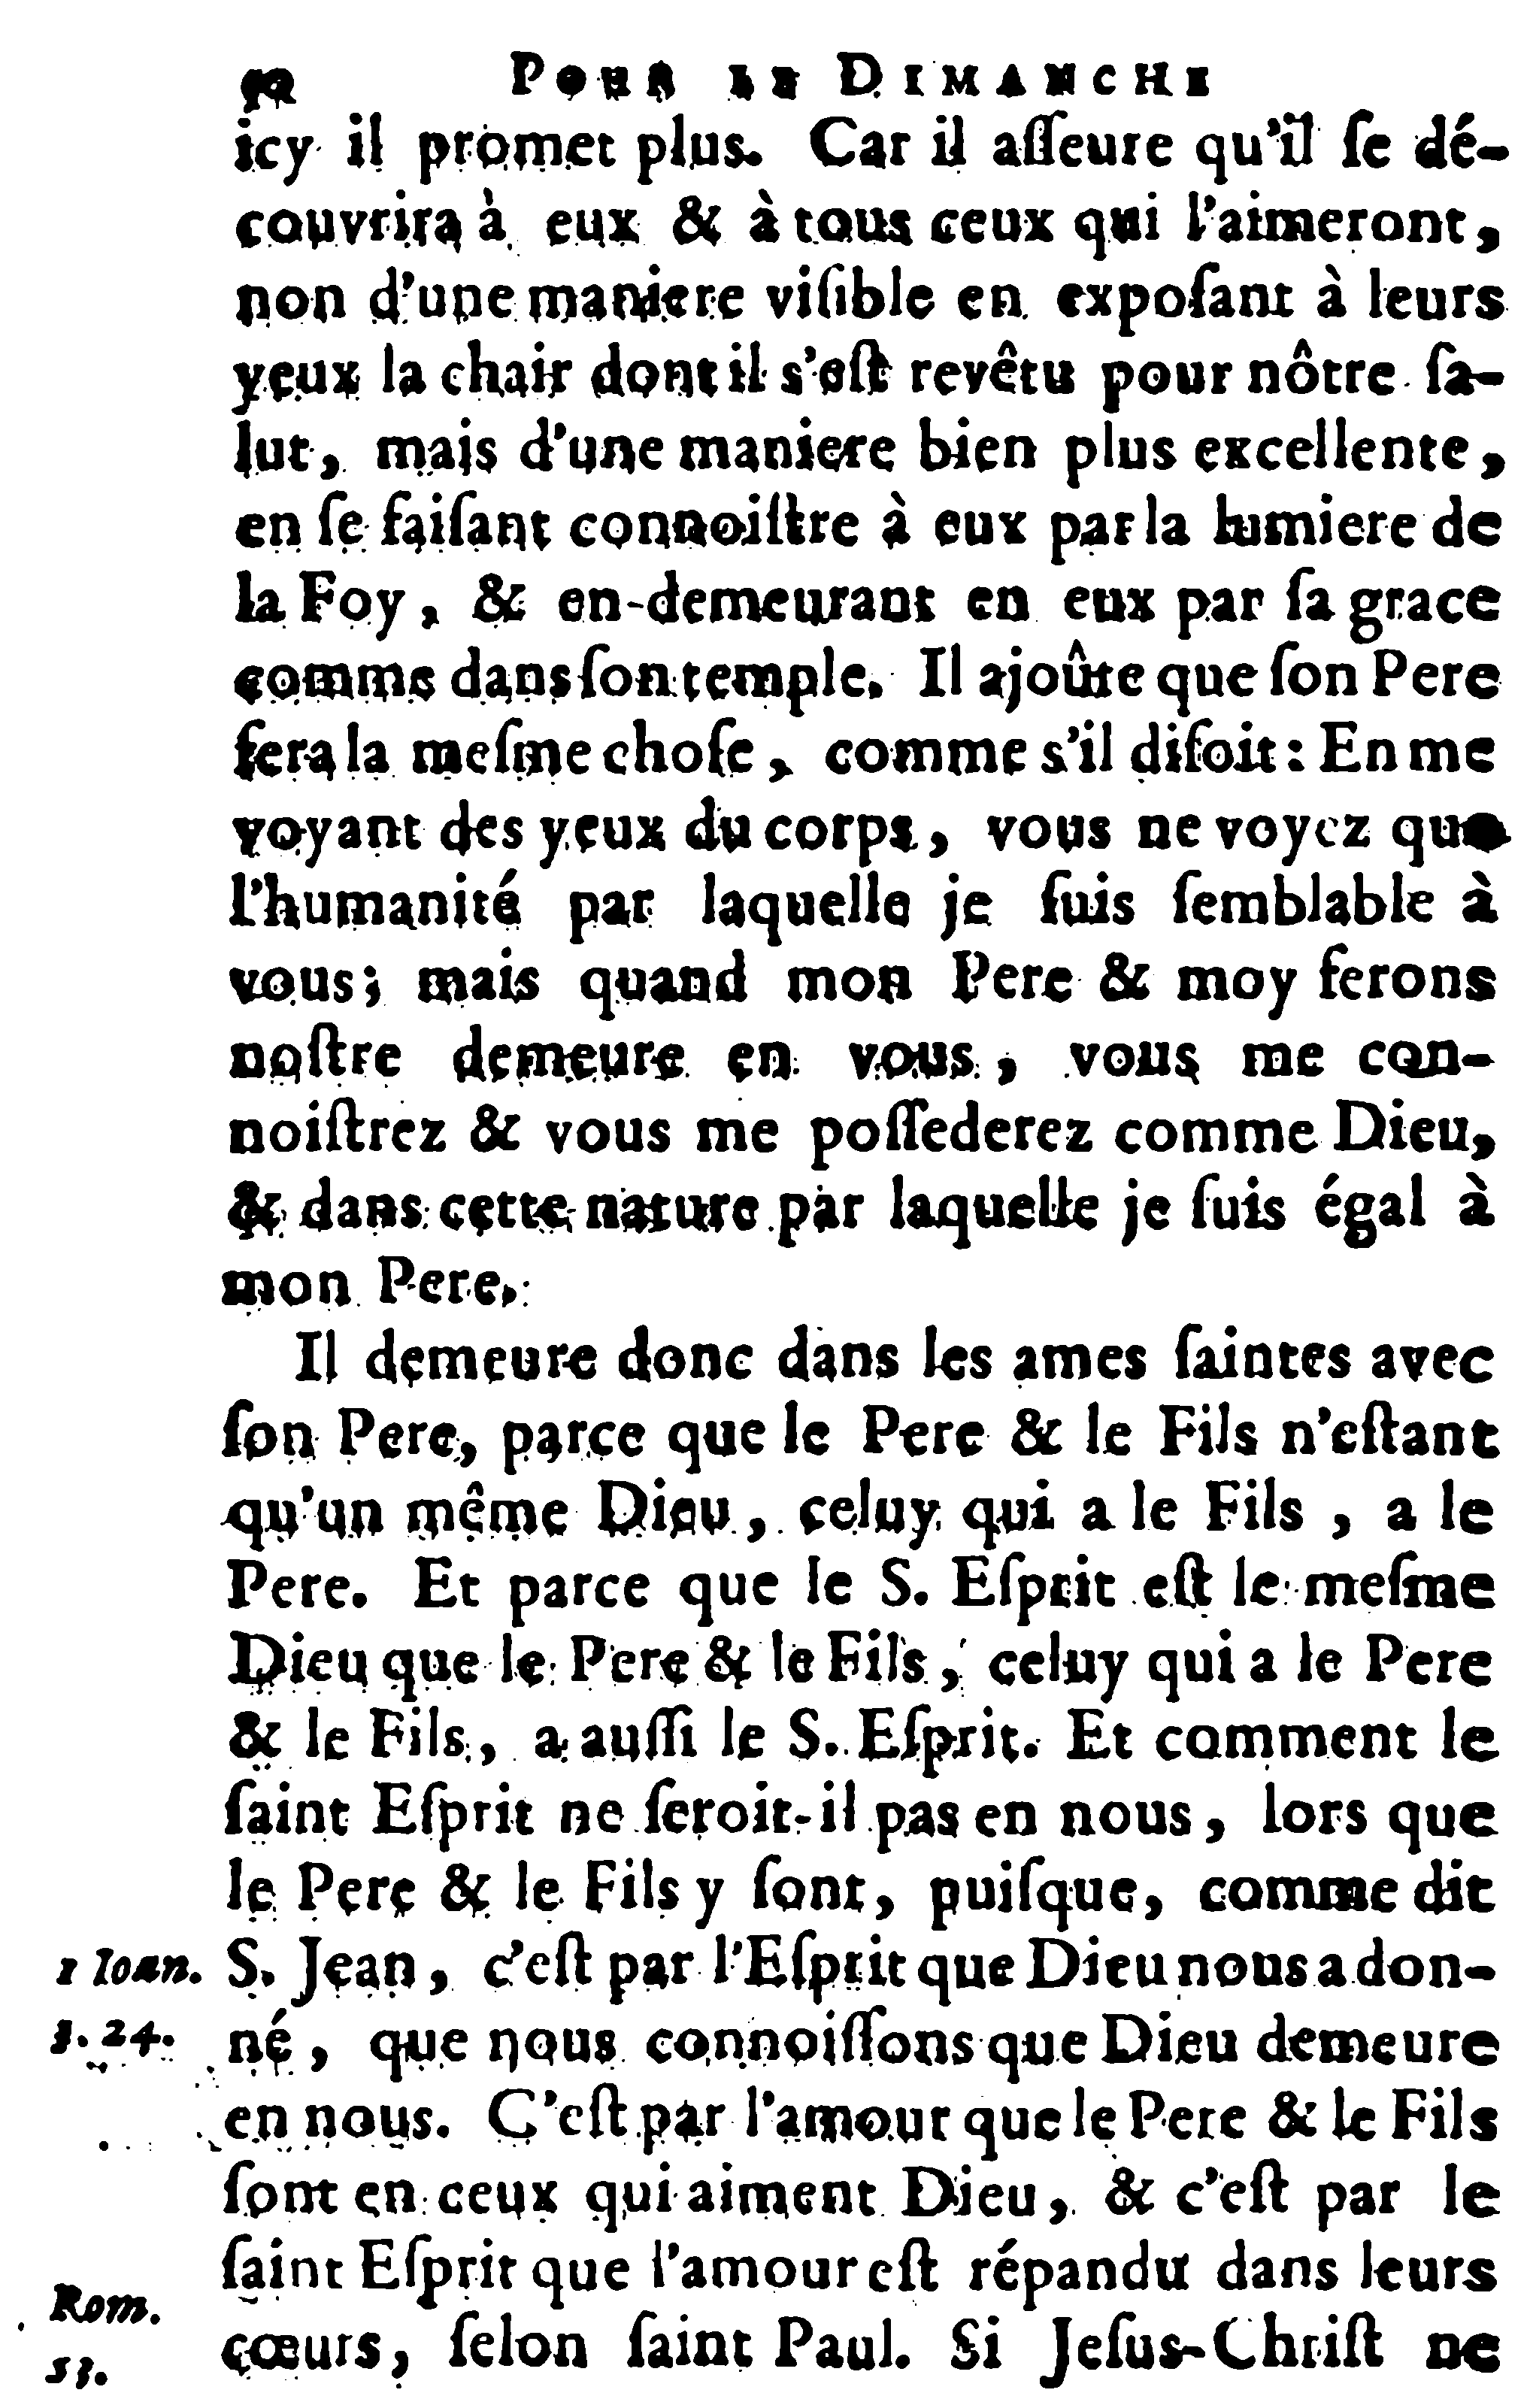 POUR LE DIMANCHE
icy il promet plus. Car il aſſeure qu'il ſe dé-
couvrira à eux & à tous ceux qui l'aimeront,
non d'une maniere viſible en expoſant à leurs
yeux la chair dont il s'eſt revêtu pour nôtre ſa-
lut, mais d'une maniere bien plus excellente,
en ſe faiſant connoiſtre à eux par la lumiere de
la Foy, & en-demeurant en eux par ſa grace
comme dans ſon temple. Il ajoûte que ſon Pere
fera la meſme choſe, comme s'il diſoit: En me
voyant des yeux du corps, vous ne voyez que
l'humanité par laquelle je ſuis ſemblable à
vous; mais quand mon Pere & moy ferons
noſtre demeure en vous, vous me con-
noiſtrez & vous me poſſederez comme Dieu,
& dans cette nature par laquelle je ſuis égal à
mon Pere.
Il demeure donc dans les ames ſaintes avec
ſon Pere, parce que le Pere & le Fils n'eſtant
qu'un même Dieu, celuy qui a le Fils, a le
Pere. Et parce que le S. Eſprit eſt le meſme
Dieu que le Pere & le Fils, celuy qui a le Pere
& le Fils, a auſſi le S. Eſprit. Et comment le
ſaint Eſprit ne ſeroit-il pas en nous, lors que
le Pere & le Fils y ſont, puiſque, comme dit
1 Ioan. S. Jean, c'eſt par l'Eſprit que Dieu nous a don-
3. 24. né, que nous connoiſſons que Dieu demeure
en nous. C'eſt par l'amour que le Pere & le Fils
ſont en ceux qui aiment Dieu, & c'eſt par le
ſaint Eſprit que l'amour eſt répandu dans leurs
Rom. cœurs, ſelon ſaint Paul. Si Jeſus-Chriſt ne